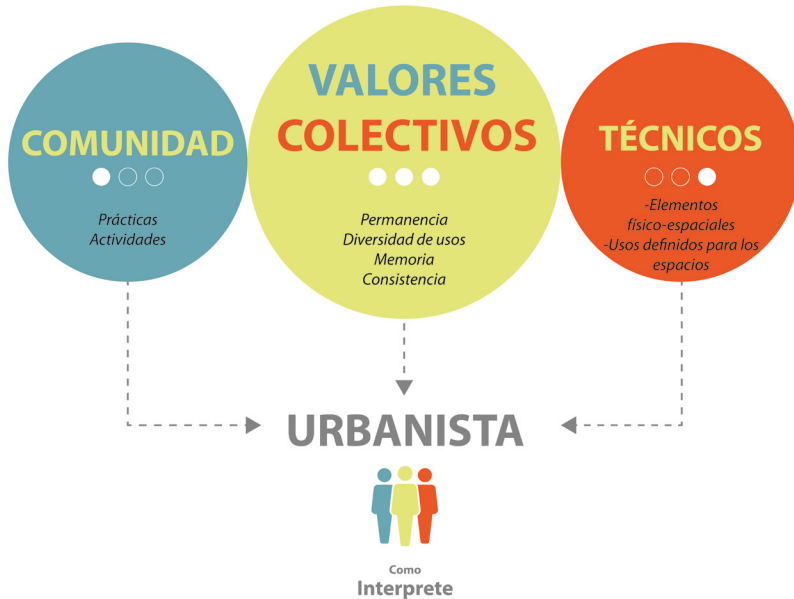 COMUNIDAD
Prácticas
Actividades
VALORES
COLECTIVOS
Permanencia
Diversidad de usos
Memoria
Consistencia
TÉCNICOS
-Elementos
físico-espaciales
-Usos definidos para los
espacios
URBANISTA
Como
Interprete